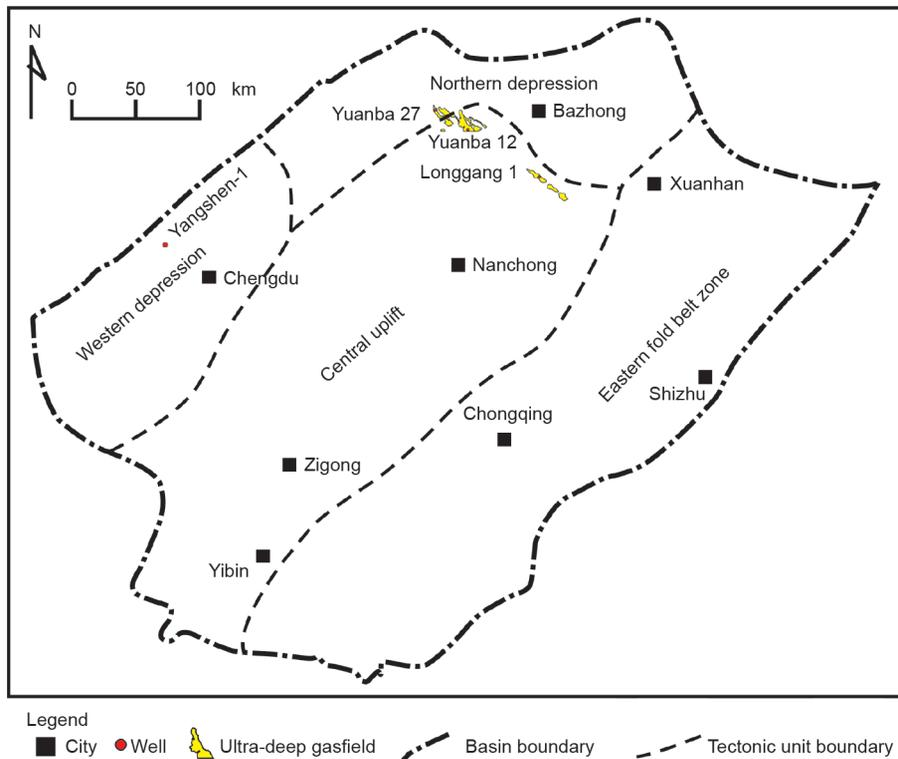 N
0 50 100 km
Northern depression
Yuanba 27
Bazhong
Yuanba 12
Longgang 1
Xuanhan
Yangshen-1
Nanchong
Chengdu
Western depression
Central uplift
Eastern fold belt zone
Shizhu
Chongqing
Zigong
Yibin
Legend
City Well Ultra-deep gasfield Basin boundary Tectonic unit boundary